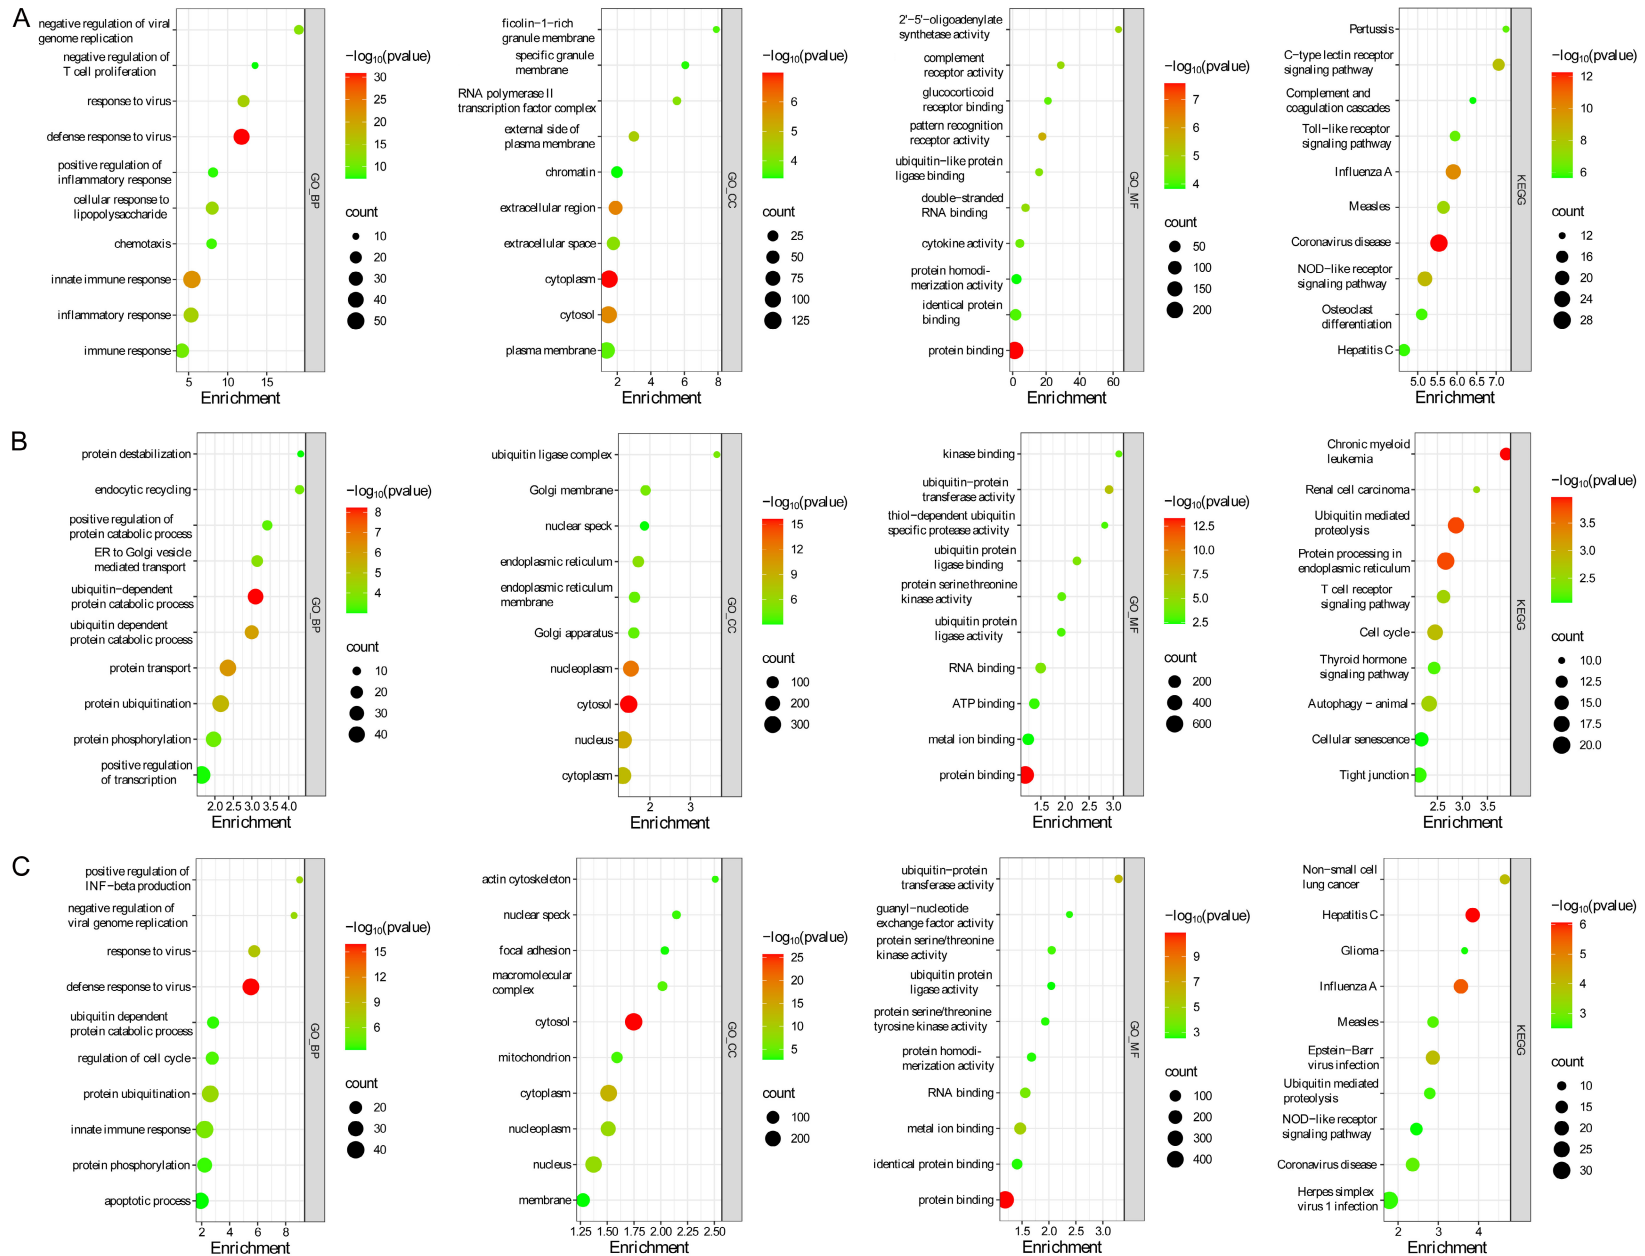 A
negative regulation of viral
genome replication
negative regulation of
T cell proliferation
response to virus
defense response to virus
positive regulation of
inflammatory response
cellular response to
lipopolysaccharide
chemotaxis
innate immune response
inflammatory response
immune response
5 10 15
Enrichment
GO_BP
−log10(pvalue)
30
25
20
15
10
count
10
20
30
40
50
ficolin−1−rich
granule membrane
specific granule
membrane
RNA polymerase II
transcription factor complex
external side of
plasma membrane
chromatin
extracellular region
extracellular space
cytoplasm
cytosol
plasma membrane
2 4 6 8
Enrichment
GO_CC
−log10(pvalue)
6
5
4
count
25
50
75
100
125
2'−5'−oligoadenylate
synthetase activity
complement
receptor activity
glucocorticoid
receptor binding
pattern recognition
receptor activity
ubiquitin−like protein
ligase binding
double−stranded
RNA binding
cytokine activity
protein homodi−
merization activity
identical protein
binding
protein binding
0 20 40 60
Enrichment
GO_MF
−log10(pvalue)
7
6
5
4
count
50
100
150
200
Pertussis
C−type lectin receptor
signaling pathway
Complement and
coagulation cascades
Toll−like receptor
signaling pathway
Influenza A
Measles
Coronavirus disease
NOD−like receptor
signaling pathway
Osteoclast
differentiation
Hepatitis C
5.0 5.5 6.0 6.5 7.0
Enrichment
KEGG
−log10(pvalue)
12
10
8
6
count
12
16
20
24
28
B
protein destabilization
endocytic recycling
positive regulation of
protein catabolic process
ER to Golgi vesicle
mediated transport
ubiquitin−dependent
protein catabolic process
ubiquitin dependent
protein catabolic process
protein transport
protein ubiquitination
protein phosphorylation
positive regulation
of transcription
2.0 2.5 3.0 3.5 4.0
Enrichment
GO_BP
−log10(pvalue)
8
7
6
5
4
count
10
20
30
40
ubiquitin ligase complex
Golgi membrane
nuclear speck
endoplasmic reticulum
endoplasmic reticulum
membrane
Golgi apparatus
nucleoplasm
cytosol
nucleus
cytoplasm
2 3
Enrichment
GO_CC
−log10(pvalue)
15
12
9
6
count
100
200
300
kinase binding
ubiquitin−protein
transferase activity
thiol−dependent ubiquitin
specific protease activity
ubiquitin protein
ligase binding
protein serinethreonine
kinase activity
ubiquitin protein
ligase activity
RNA binding
ATP binding
metal ion binding
protein binding
1.5 2.0 2.5 3.0
Enrichment
GO_MF
−log10(pvalue)
12.5
10.0
7.5
5.0
2.5
count
200
400
600
Chronic myeloid
leukemia
Renal cell carcinoma
Ubiquitin mediated
proteolysis
Protein processing in
endoplasmic reticulum
T cell receptor
signaling pathway
Cell cycle
Thyroid hormone
signaling pathway
Autophagy − animal
Cellular senescence
Tight junction
2.5 3.0 3.5
Enrichment
KEGG
−log10(pvalue)
3.5
3.0
2.5
count
10.0
12.5
15.0
17.5
20.0
C
positive regulation of
INF−beta production
negative regulation of
viral genome replication
response to virus
defense response to virus
ubiquitin dependent
protein catabolic process
regulation of cell cycle
protein ubiquitination
innate immune response
protein phosphorylation
apoptotic process
2 4 6 8
Enrichment
GO_BP
−log10(pvalue)
15
12
9
6
count
20
30
40
actin cytoskeleton
nuclear speck
focal adhesion
macromolecular
complex
cytosol
mitochondrion
cytoplasm
nucleoplasm
nucleus
membrane
1.25 1.50 1.75 2.00 2.25 2.50
Enrichment
GO_CC
−log10(pvalue)
25
20
15
10
5
count
100
200
ubiquitin−protein
transferase activity
guanyl−nucleotide
exchange factor activity
protein serine/threonine
kinase activity
ubiquitin protein
ligase activity
protein serine/threonine
tyrosine kinase activity
protein homodi−
merization activity
RNA binding
metal ion binding
identical protein binding
protein binding
1.5 2.0 2.5 3.0
Enrichment
GO_MF
−log10(pvalue)
9
7
5
3
count
100
200
300
400
Non−small cell
lung cancer
Hepatitis C
Glioma
Influenza A
Measles
Epstein−Barr
virus infection
Ubiquitin mediated
proteolysis
NOD−like receptor
signaling pathway
Coronavirus disease
Herpes simplex
virus 1 infection
2 3 4
Enrichment
KEGG
−log10(pvalue)
6
5
4
3
count
10
15
20
25
30